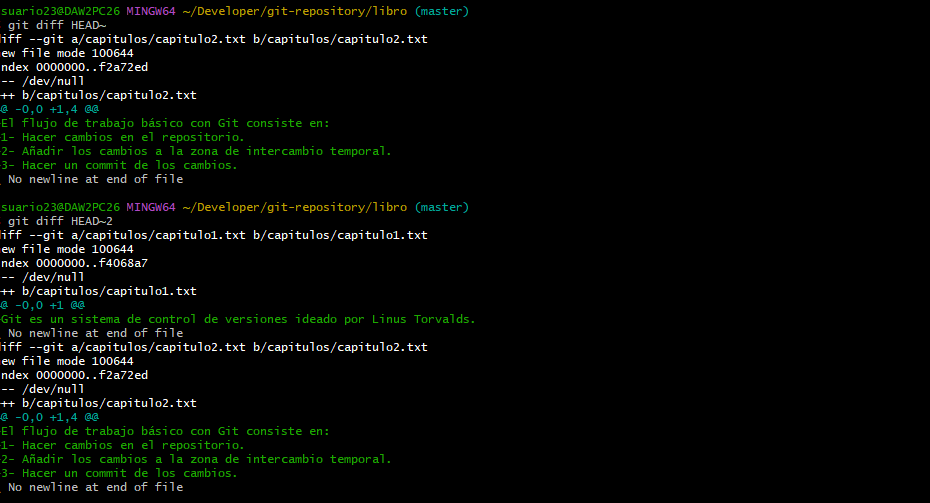 suario23@DAW2PC26 MINGW64 ~/Developer/git-repository/libro (master)
git diff HEAD~
iff --git a/capitulos/capitulo2.txt b/capitulos/capitulo2.txt
ew file mode 100644
ndex 0000000..f2a72ed
-- /dev/null
++ b/capitulos/capitulo2.txt
@ -0,0 +1,4 @@
El flujo de trabajo básico con Git consiste en:
1- Hacer cambios en el repositorio.
2- Añadir los cambios a la zona de intercambio temporal.
3- Hacer un commit de los cambios.
No newline at end of file
suario23@DAW2PC26 MINGW64 ~/Developer/git-repository/libro (master)
git diff HEAD~2
iff --git a/capitulos/capitulo1.txt b/capitulos/capitulo1.txt
ew file mode 100644
ndex 0000000..f4068a7
-- /dev/null
++ b/capitulos/capitulo1.txt
@ -0,0 +1 @@
Git es un sistema de control de versiones ideado por Linus Torvalds.
No newline at end of file
iff --git a/capitulos/capitulo2.txt b/capitulos/capitulo2.txt
ew file mode 100644
ndex 0000000..f2a72ed
-- /dev/null
++ b/capitulos/capitulo2.txt
@ -0,0 +1,4 @@
El flujo de trabajo básico con Git consiste en:
1- Hacer cambios en el repositorio.
2- Añadir los cambios a la zona de intercambio temporal.
3- Hacer un commit de los cambios.
No newline at end of file